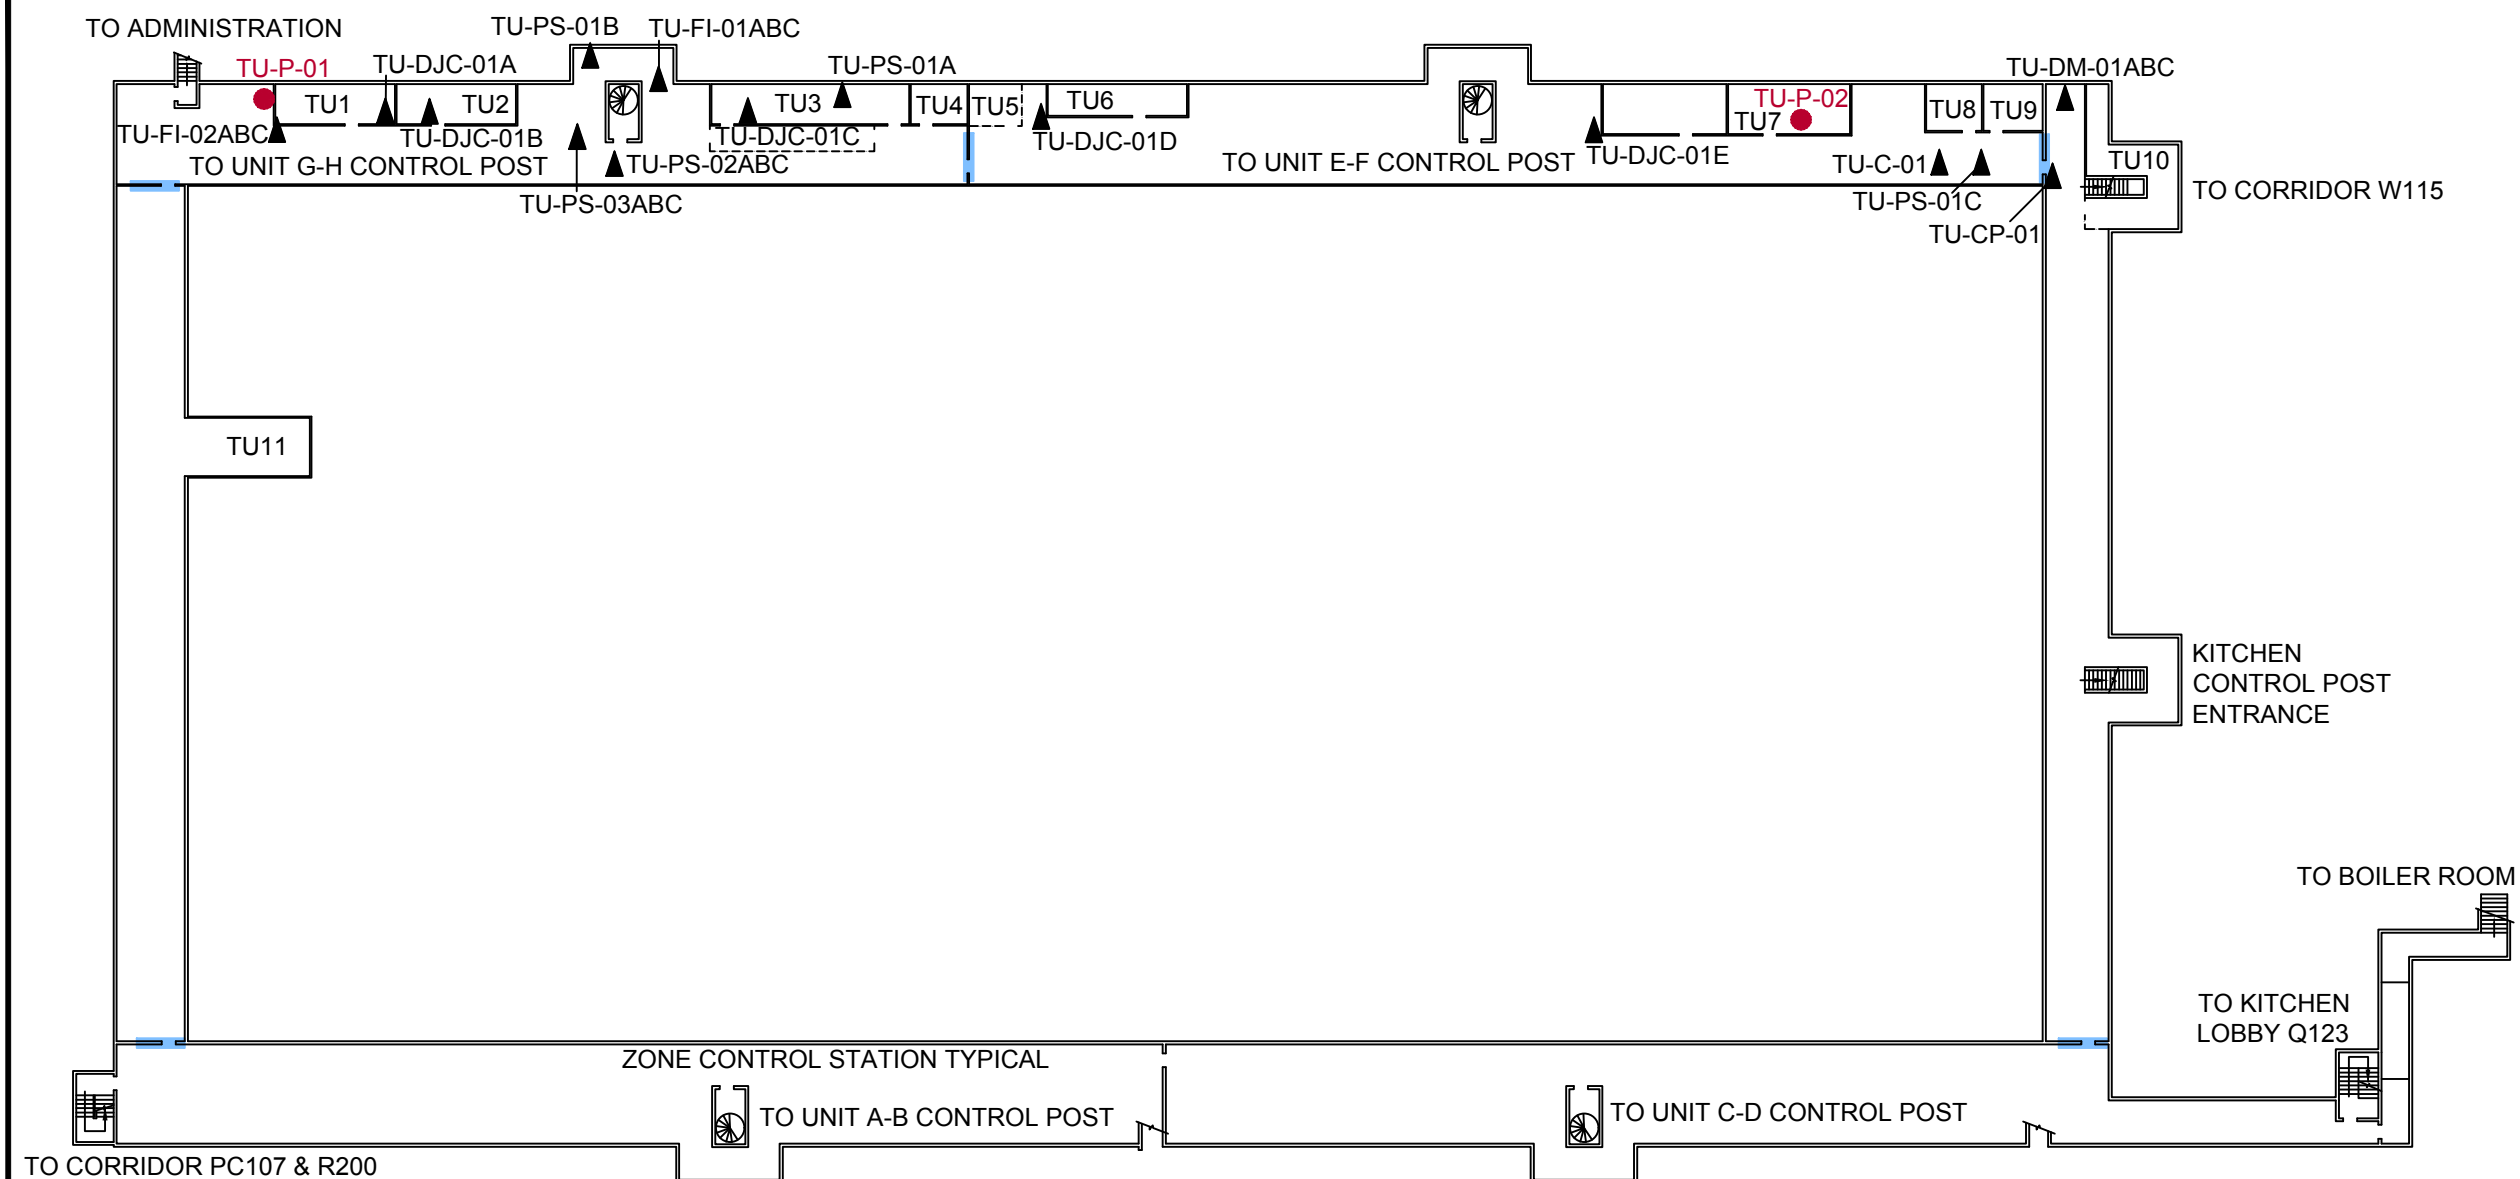 TO ADMINISTRATION
TU-PS-01B
TU-FI-01ABC
TU-P-01
TU-DJC-01A
TU-PS-01A
TU-DM-01ABC
TU1
TU2
TU3
TU4
TU5
TU6
TU-P-02
TU7
TU8
TU9
TU-FI-02ABC
TU-DJC-01B
TU-DJC-01C
TU-DJC-01D
TU-DJC-01E
TO UNIT G-H CONTROL POST
TU-PS-02ABC
TO UNIT E-F CONTROL POST
TU-C-01
TU10
TU-PS-03ABC
TU-PS-01C
TO CORRIDOR W115
TU-CP-01
TU11
KITCHEN
CONTROL POST
ENTRANCE
TO BOILER ROOM
TO KITCHEN
LOBBY Q123
ZONE CONTROL STATION TYPICAL
TO UNIT A-B CONTROL POST
TO UNIT C-D CONTROL POST
TO CORRIDOR PC107 & R200